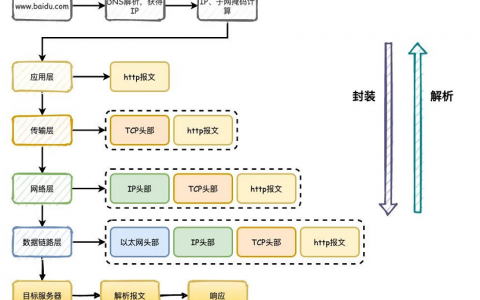 www.baidu.com
DNS解析，获得
IP
IP、子网掩码计
算
应用层
http报文
封装
解析
传输层
TCP头部
http报文
网络层
IP头部
TCP头部
http报文
数据链路层
以太网头部
IP头部
TCP头部
http报文
目标服务器
解析报文
响应